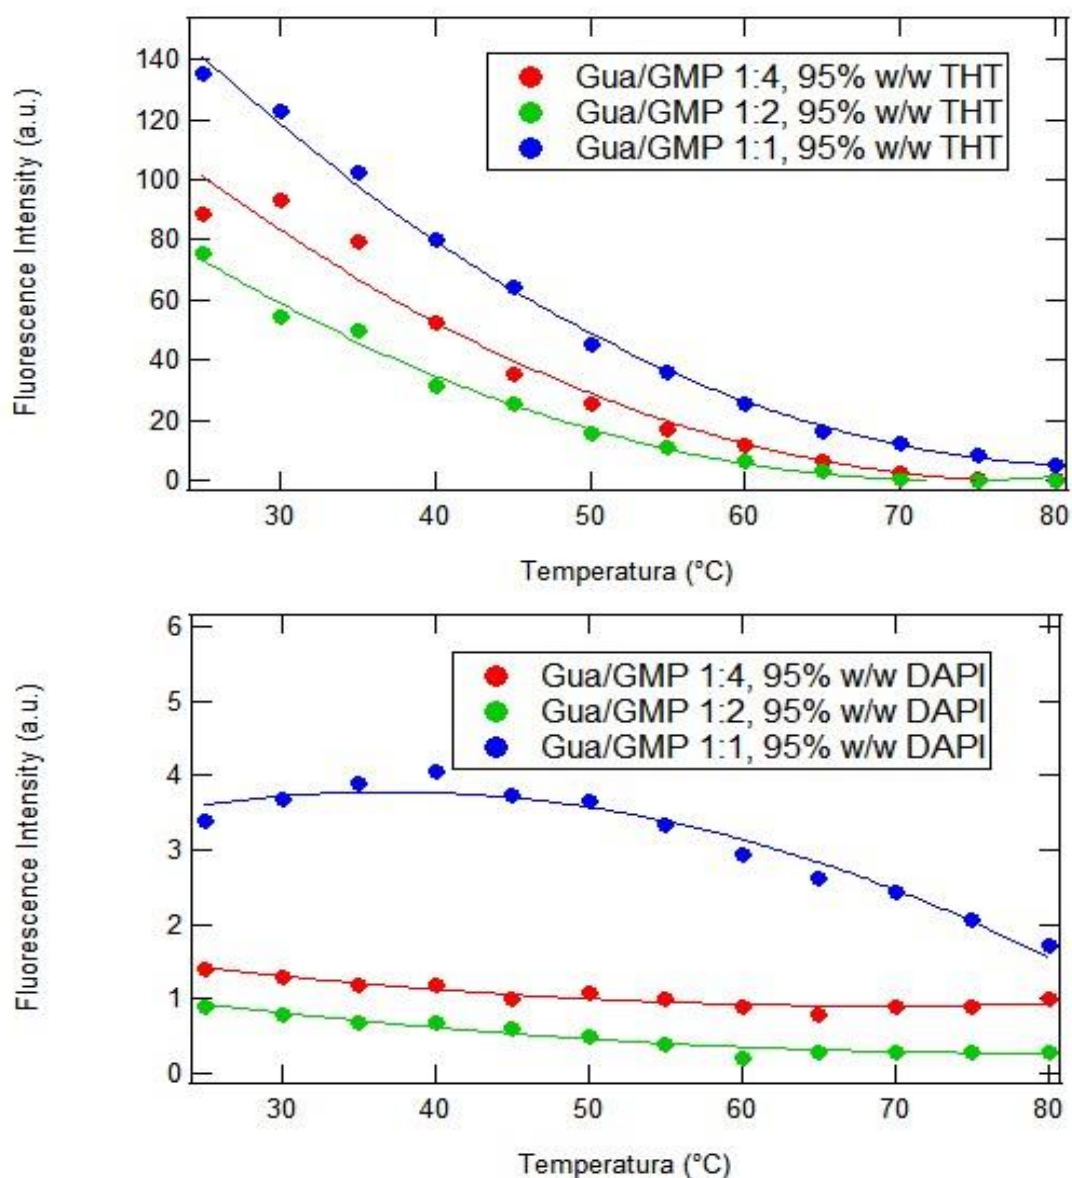 Fluorescence Intensity (a.u.)
140
120
100
80
60
40
20
0
Gua/GMP 1:4, 95% w/w THT
Gua/GMP 1:2, 95% w/w THT
Gua/GMP 1:1, 95% w/w THT
30 40 50 60 70 80
Temperatura (°C)
Fluorescence Intensity (a.u.)
6
5
4
3
2
1
0
Gua/GMP 1:4, 95% w/w DAPI
Gua/GMP 1:2, 95% w/w DAPI
Gua/GMP 1:1, 95% w/w DAPI
30 40 50 60 70 80
Temperatura (°C)